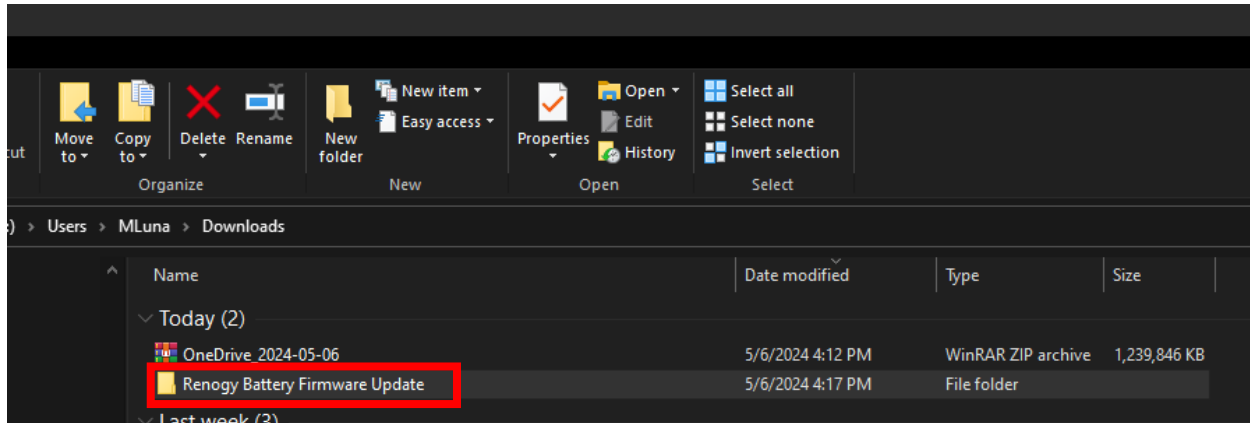 New item
Open
Select all
Easy access
Edit
Select none
Move
to
Copy
to
Delete
Rename
New
folder
Properties
History
Invert selection
Organize
New
Open
Select
Users > MLuna > Downloads
Name
Date modified
Type
Size
Today (2)
OneDrive_2024-05-06 5/6/2024 4:12 PM WinRAR ZIP archive 1,239,846 KB
Renogy Battery Firmware Update 5/6/2024 4:17 PM File folder
Last week (3)